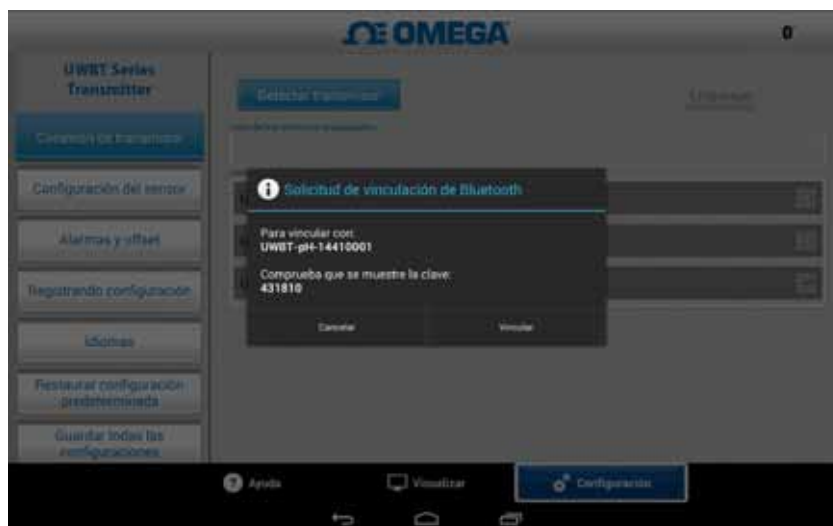 OMEGA
UWBT Series
Transmitter
Detectar transmisor
Conexión de transmisor
Configuración del sensor
Solicitud de vinculación de Bluetooth
Alarmas y offset
Para vincular con:
UWBT-pH-14410001
Comprueba que se muestre la clave:
431810
Registrando configuración
Cancelar
Vincular
Idiomas
Restaurar configuración
predeterminada
Guardar todas las
configuraciones
Ayuda
Visualizar
Configuración